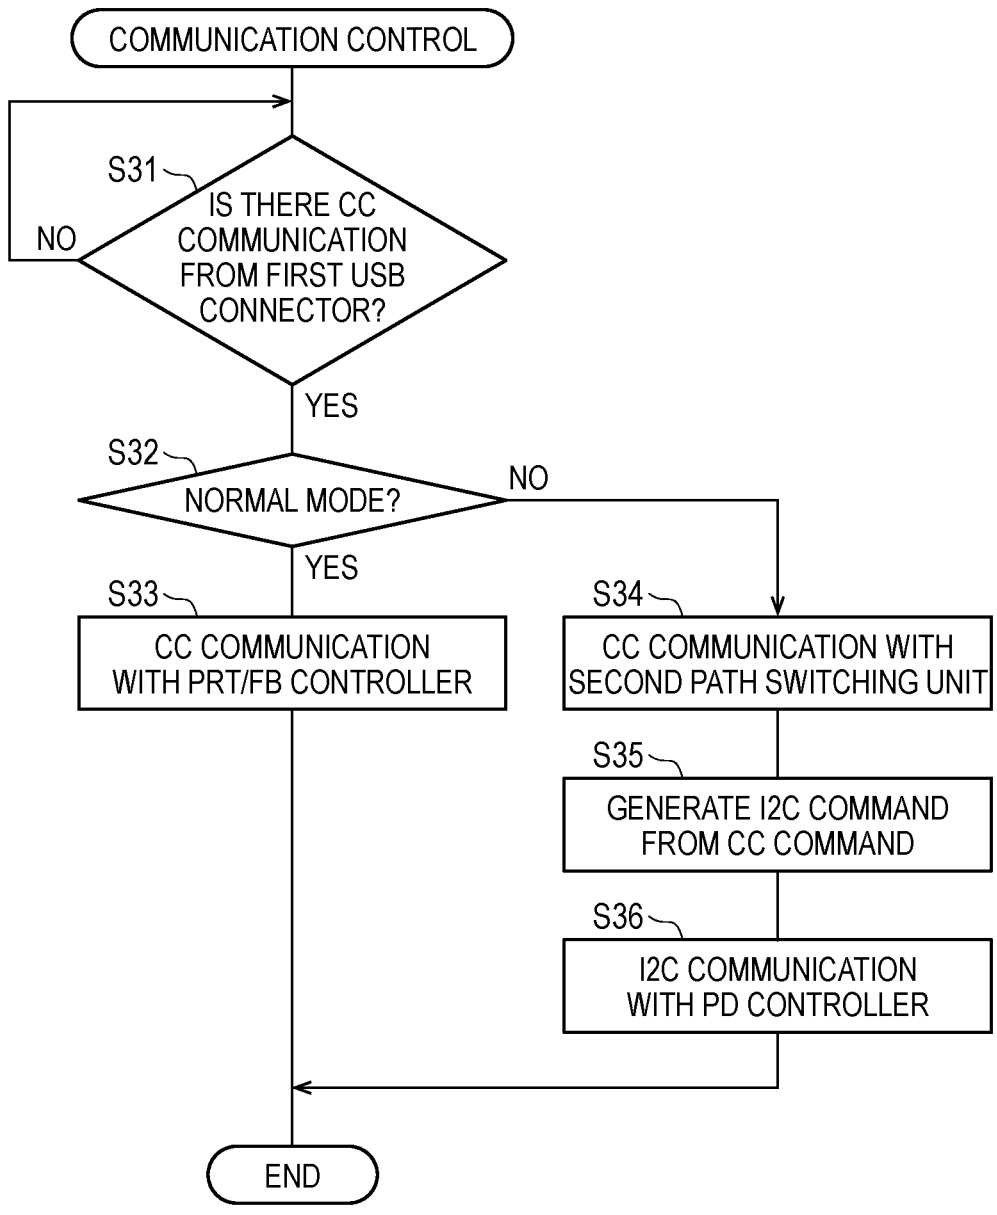 COMMUNICATION CONTROL
S31
IS THERE CC
COMMUNICATION
FROM FIRST USB
CONNECTOR?
NO
YES
S32
NORMAL MODE?
NO
YES
S33
CC COMMUNICATION
WITH PRT/FB CONTROLLER
S34
CC COMMUNICATION WITH
SECOND PATH SWITCHING UNIT
S35
GENERATE I2C COMMAND
FROM CC COMMAND
S36
I2C COMMUNICATION
WITH PD CONTROLLER
END